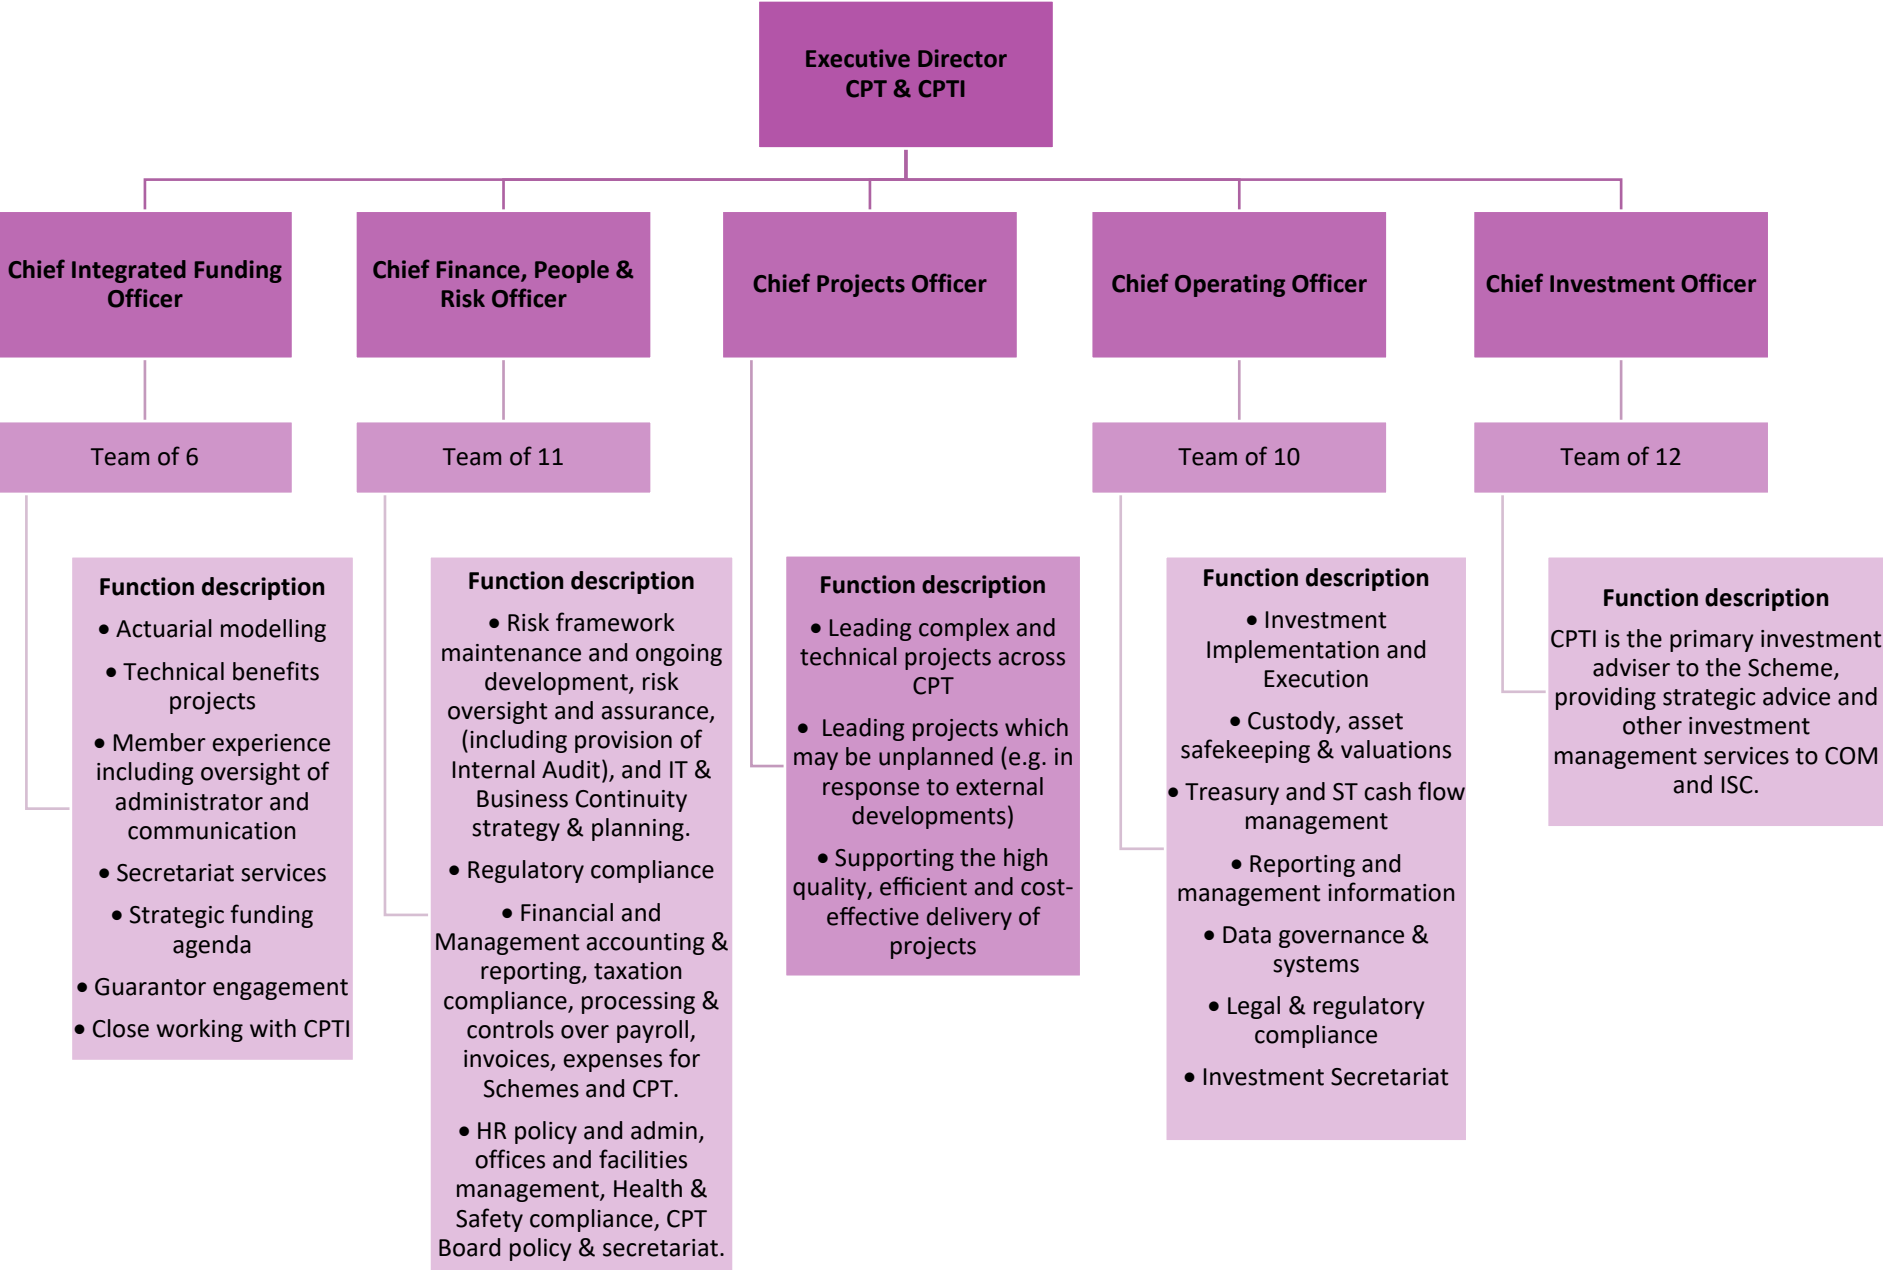 Executive Director
CPT & CPTI
Chief Integrated Funding
Officer
Chief Finance, People &
Risk Officer
Chief Projects Officer
Chief Operating Officer
Chief Investment Officer
Team of 6
Team of 11
Team of 10
Team of 12
Function description
• Actuarial modelling
• Technical benefits
projects
• Member experience
including oversight of
administrator and
communication
• Secretariat services
• Strategic funding
agenda
• Guarantor engagement
• Close working with CPTI
Function description
• Risk framework
maintenance and ongoing
development, risk
oversight and assurance,
(including provision of
Internal Audit), and IT &
Business Continuity
strategy & planning.
• Regulatory compliance
• Financial and
Management accounting &
reporting, taxation
compliance, processing &
controls over payroll,
invoices, expenses for
Schemes and CPT.
• HR policy and admin,
offices and facilities
management, Health &
Safety compliance, CPT
Board policy & secretariat.
Function description
• Leading complex and
technical projects across
CPT
• Leading projects which
may be unplanned (e.g. in
response to external
developments)
• Supporting the high
quality, efficient and cost-
effective delivery of
projects
Function description
• Investment
Implementation and
Execution
• Custody, asset
safekeeping & valuations
• Treasury and ST cash flow
management
• Reporting and
management information
• Data governance &
systems
• Legal & regulatory
compliance
• Investment Secretariat
Function description
CPTI is the primary investment
adviser to the Scheme,
providing strategic advice and
other investment
management services to COM
and ISC.